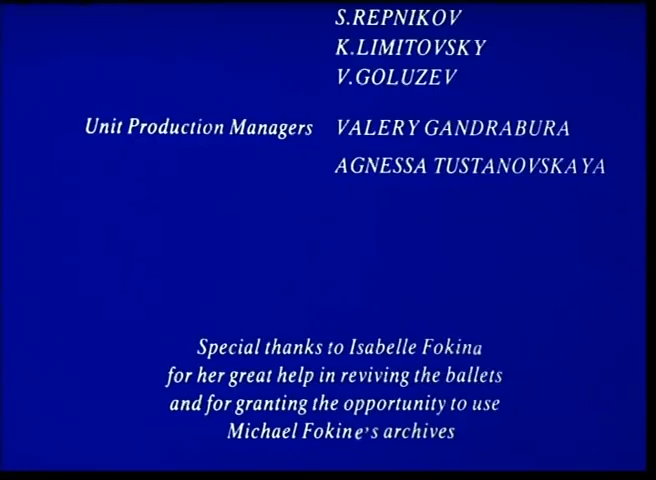 S.REPNIKOV
K.LIMITOVSKY
V.GOLUZEV
Unit Production Managers VALERY GANDRABURA
AGNESSA TUSTANOVSKAYA
Special thanks to Isabelle Fokina
for her great help in reviving the ballets
and for granting the opportunity to use
Michael Fokine's archives